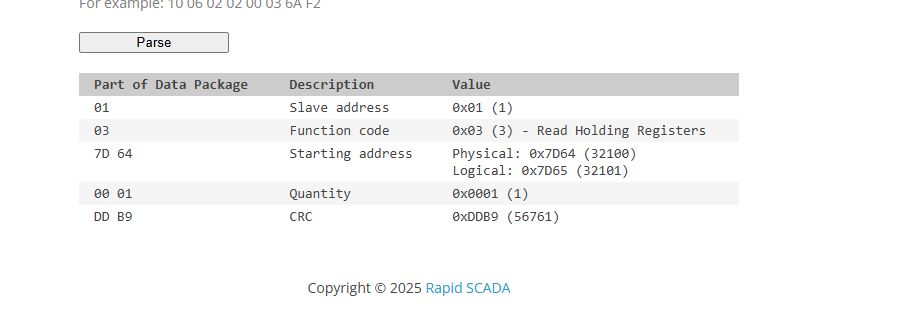 For example: 10 06 02 02 00 03 6A F2
Parse
Part of Data Package Description Value
01 Slave address 0x01 (1)
03 Function code 0x03 (3) - Read Holding Registers
7D 64 Starting address Physical: 0x7D64 (32100)
Logical: 0x7D65 (32101)
00 01 Quantity 0x0001 (1)
DD B9 CRC 0xDDB9 (56761)
Copyright © 2025 Rapid SCADA